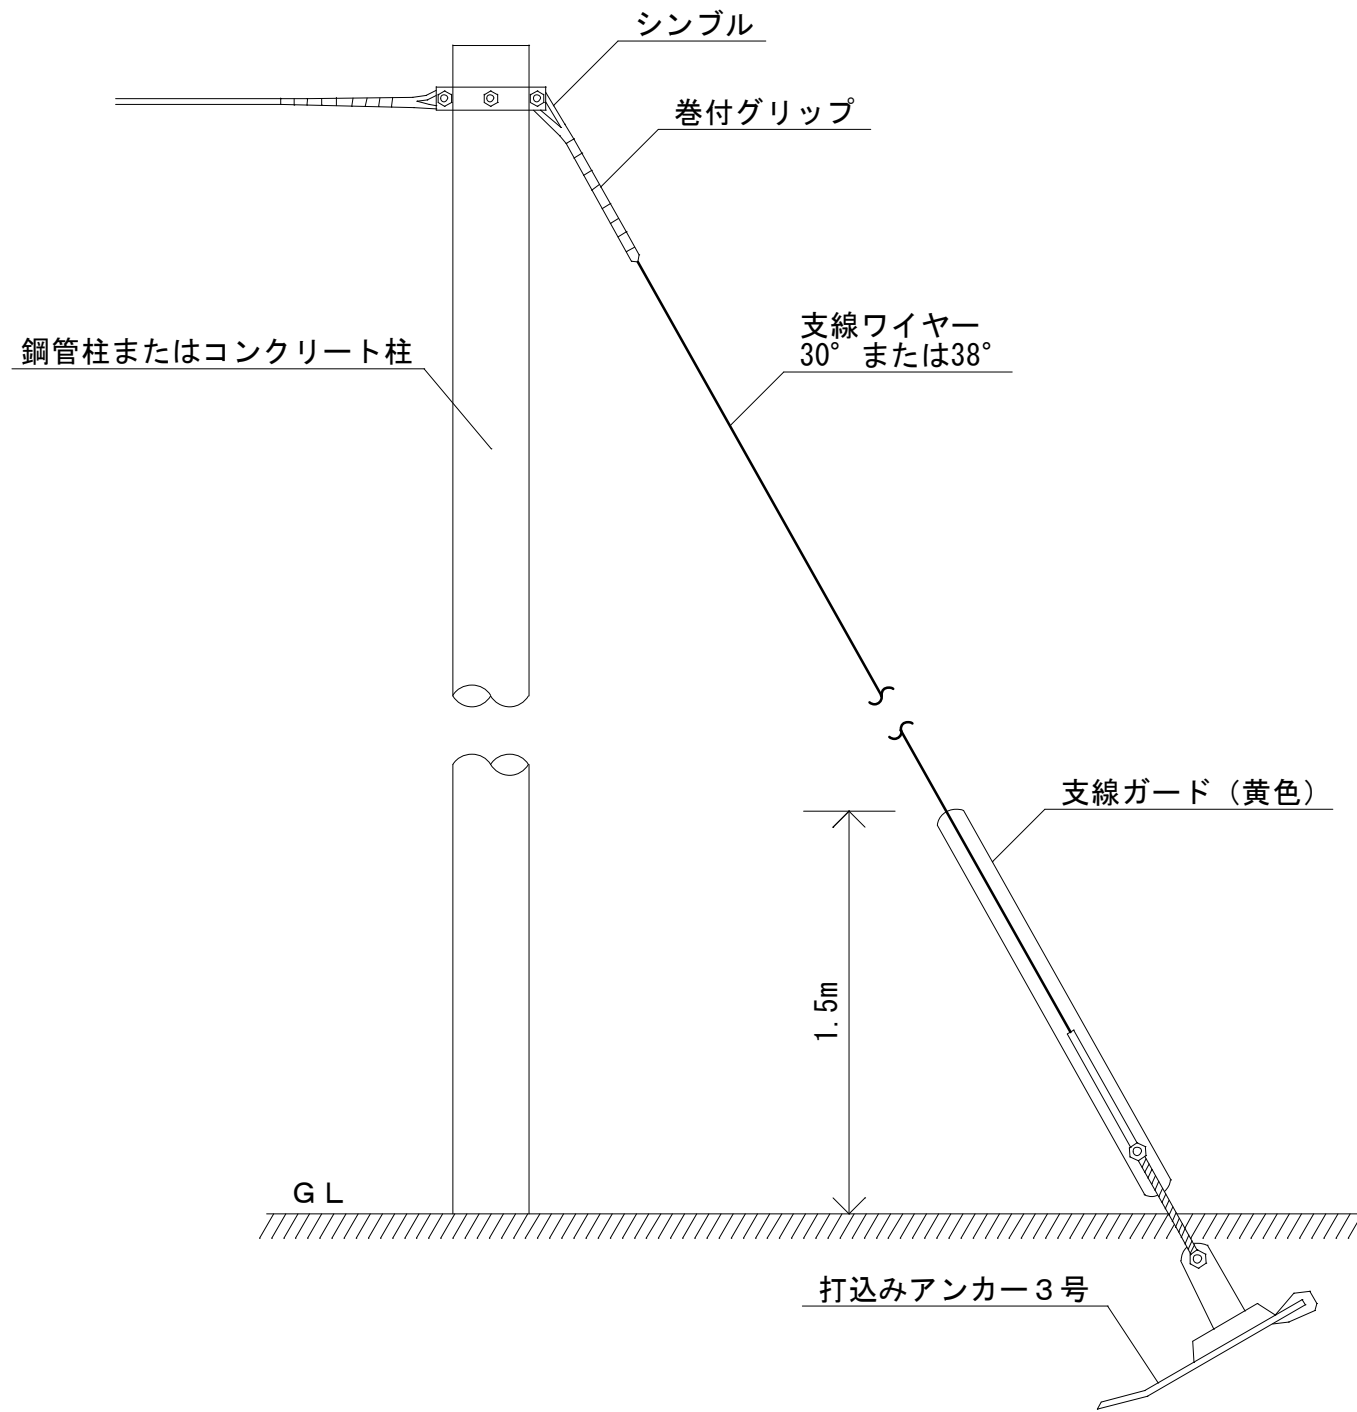 シンブル
巻付グリップ
支線ワイヤー
30° または38°
鋼管柱またはコンクリート柱
支線ガード（黄色）
1.5m
ＧＬ
打込みアンカー３号